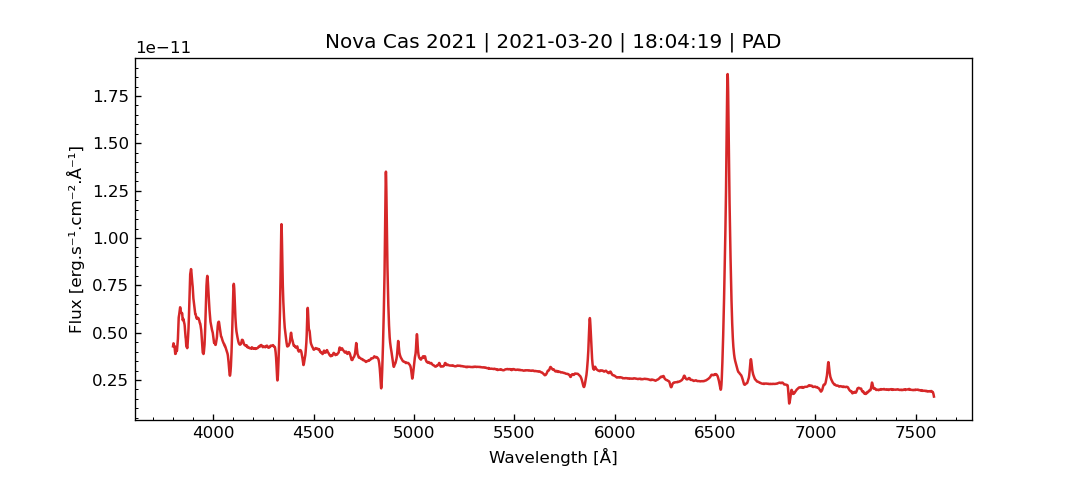 Nova Cas 2021 | 2021-03-20 | 18:04:19 | PAD
1e−11
1.75
1.50
1.25
1.00
0.75
0.50
0.25
Flux [erg.s⁻¹.cm⁻².Å⁻¹]
4000 4500 5000 5500 6000 6500 7000 7500
Wavelength [Å]